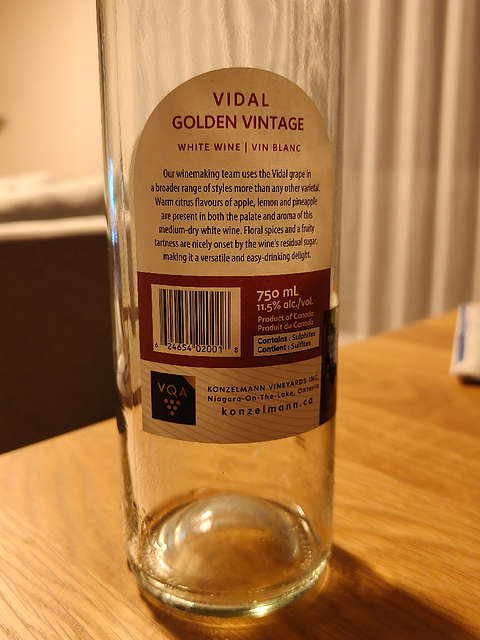 VIDAL
GOLDEN VINTAGE
WHITE WINE | VIN BLANC
Our winemaking team uses the Vidal grape in
a broader range of styles more than any other varietal.
Warm citrus flavours of apple, lemon and pineapple
are present in both the palate and aroma of this
medium-dry white wine. Floral spices and a fruity
tartness are nicely onset by the wine's residual sugar,
making it a versatile and easy-drinking delight.
750 mL
11.5% alc./vol.
Product of Canada
Produit du Canada
Contains : Sulphites
Contient : Sulfites
6 24654 02001 8
VQA
KONZELMANN VINEYARDS INC.
Niagara-On-The-Lake, Ontario
konzelmann.ca